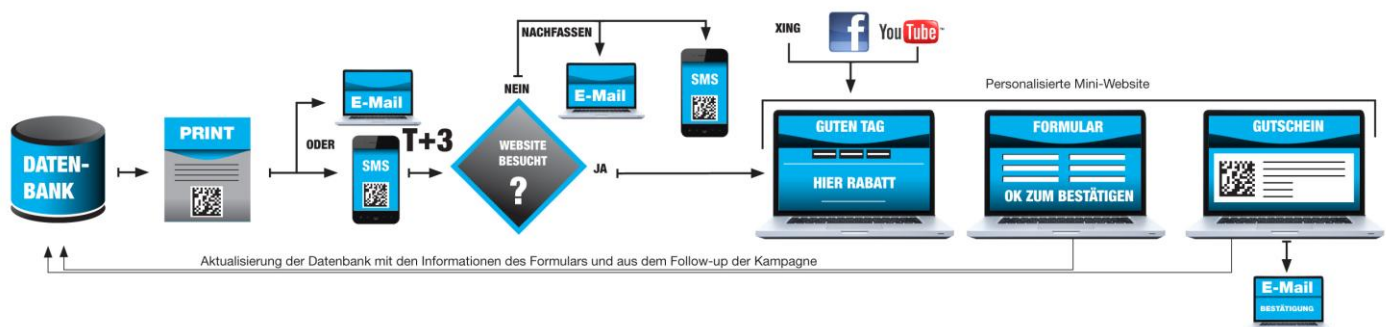 DATEN-
BANK
PRINT
ODER
E-Mail
SMS
T+3
WEBSITE
BESUCHT
?
NEIN
NACHFASSEN
E-Mail
SMS
JA
XING
f
YouTube
Personalisierte Mini-Website
GUTEN TAG
HIER RABATT
FORMULAR
OK ZUM BESTÄTIGEN
GUTSCHEIN
Aktualisierung der Datenbank mit den Informationen des Formulars und aus dem Follow-up der Kampagne
E-Mail
BESTÄTIGUNG